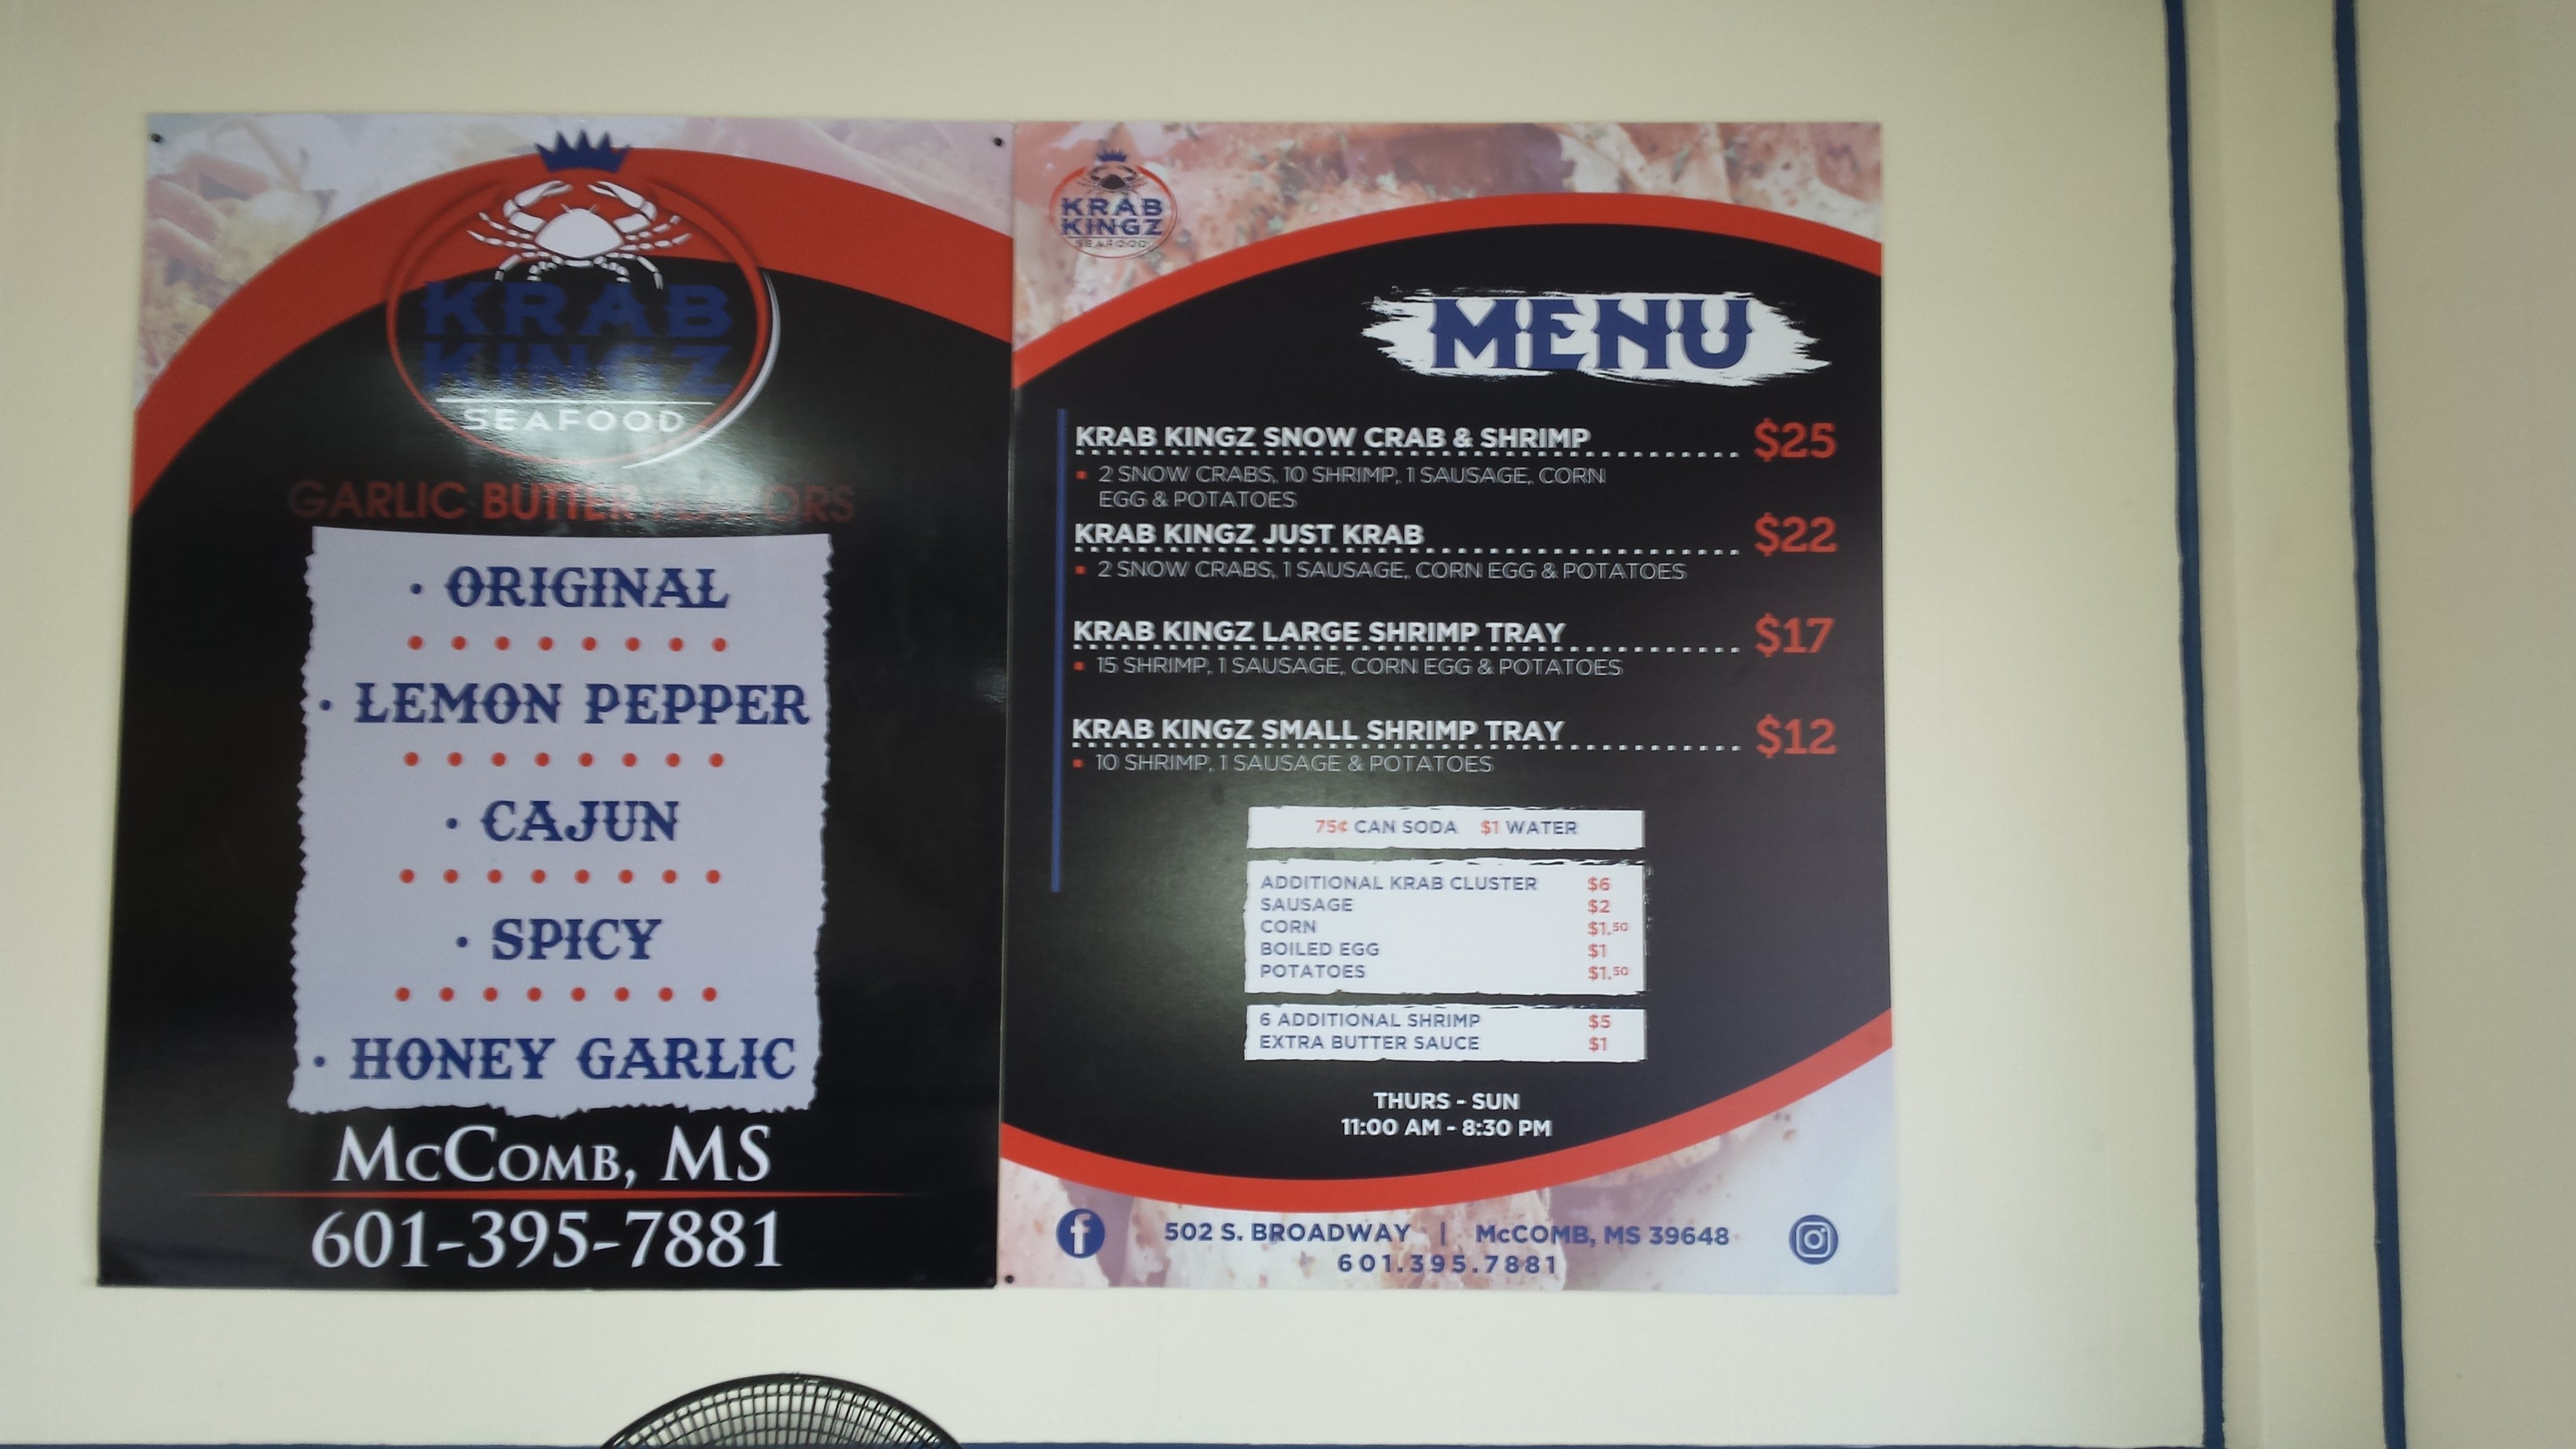 KRAB
KINGZ
SEAFOOD
GARLIC BUTTER FLAVORS
• ORIGINAL
• LEMON PEPPER
• CAJUN
• SPICY
• HONEY GARLIC
McComb, MS
601-395-7881
KRAB
KINGZ
SEAFOOD
MENU
KRAB KINGZ SNOW CRAB & SHRIMP $25
2 SNOW CRABS, 10 SHRIMP, 1 SAUSAGE, CORN
EGG & POTATOES
KRAB KINGZ JUST KRAB $22
2 SNOW CRABS, 1 SAUSAGE, CORN EGG & POTATOES
KRAB KINGZ LARGE SHRIMP TRAY $17
15 SHRIMP, 1 SAUSAGE, CORN EGG & POTATOES
KRAB KINGZ SMALL SHRIMP TRAY $12
10 SHRIMP, 1 SAUSAGE & POTATOES
75¢ CAN SODA $1 WATER
ADDITIONAL KRAB CLUSTER $6
SAUSAGE $2
CORN $1.50
BOILED EGG $1
POTATOES $1.50
6 ADDITIONAL SHRIMP $5
EXTRA BUTTER SAUCE $1
THURS - SUN
11:00 AM - 8:30 PM
502 S. BROADWAY | McCOMB, MS 39648
601.395.7881